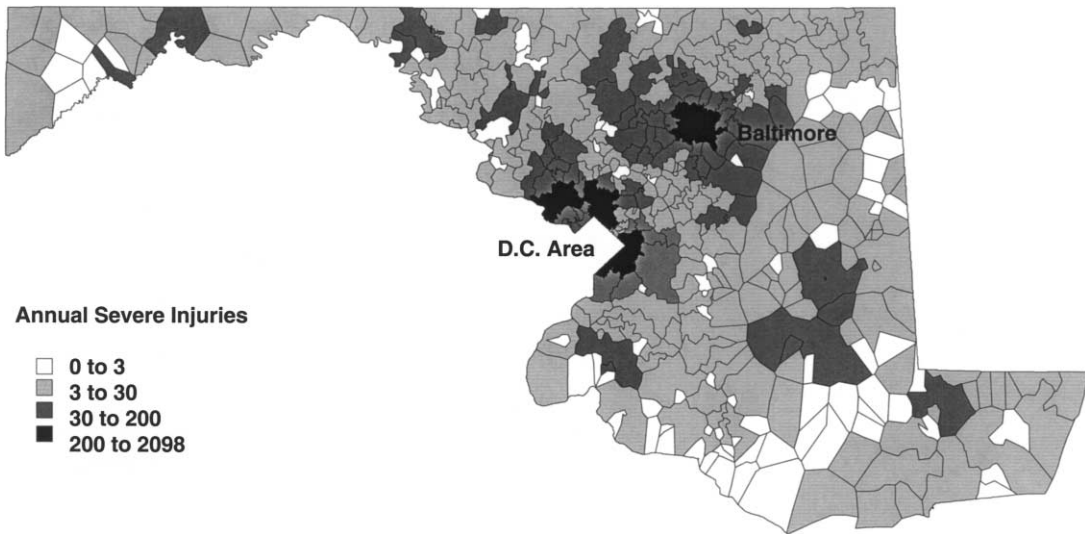 Baltimore
D.C. Area
Annual Severe Injuries
0 to 3
3 to 30
30 to 200
200 to 2098